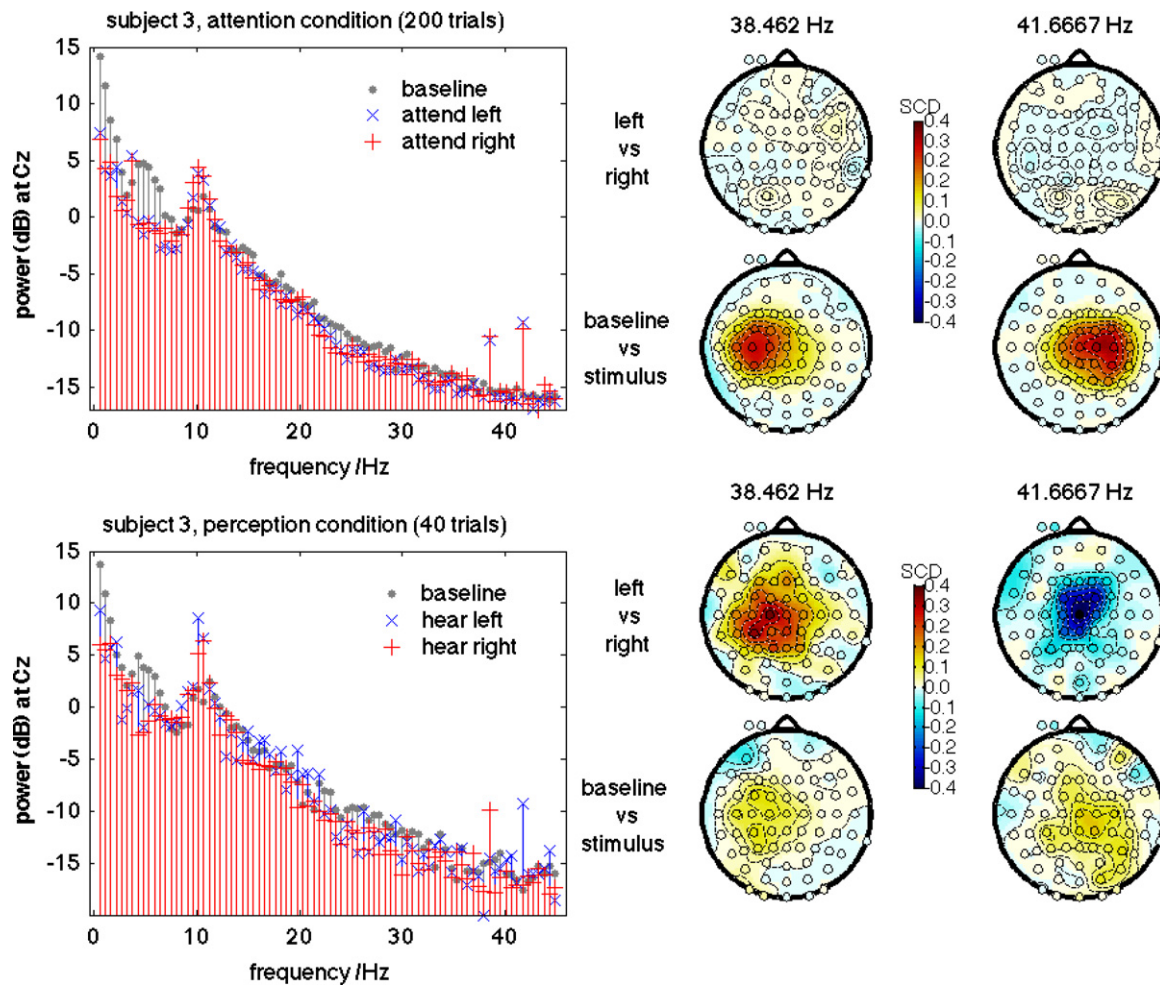 subject 3, attention condition (200 trials)
15
10
5
0
-5
-10
-15
power (dB) at Cz
baseline
attend left
attend right
0
10
20
30
40
frequency /Hz
38.462 Hz
41.6667 Hz
left
vs
right
baseline
vs
stimulus
SCD
0.4
0.3
0.2
0.1
0.0
-0.1
-0.2
-0.3
-0.4
subject 3, perception condition (40 trials)
15
10
5
0
-5
-10
-15
power (dB) at Cz
baseline
hear left
hear right
0
10
20
30
40
frequency /Hz
38.462 Hz
41.6667 Hz
left
vs
right
baseline
vs
stimulus
SCD
0.4
0.3
0.2
0.1
0.0
-0.1
-0.2
-0.3
-0.4